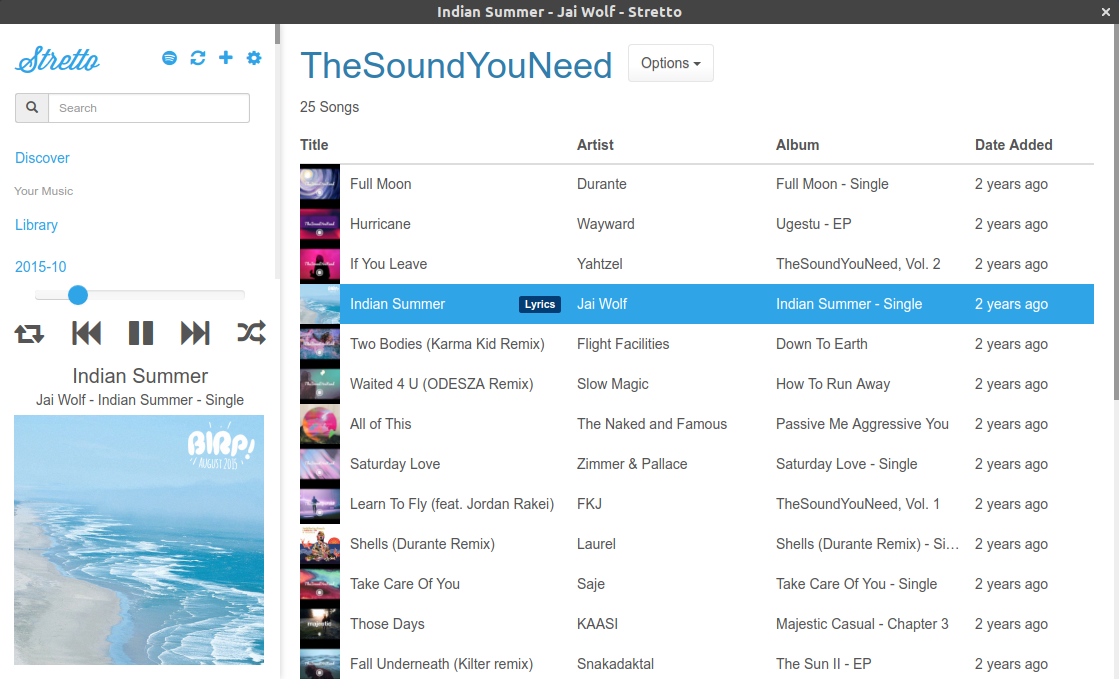 Indian Summer - Jai Wolf - Stretto
Stretto
Search
Discover
Your Music
Library
2015-10
Indian Summer
Jai Wolf - Indian Summer - Single
BIRP!
AUGUST 2015
TheSoundYouNeed
Options
25 Songs
Title Artist Album Date Added
Full Moon Durante Full Moon - Single 2 years ago
Hurricane Wayward Ugestu - EP 2 years ago
If You Leave Yahtzel TheSoundYouNeed, Vol. 2 2 years ago
Indian Summer Lyrics Jai Wolf Indian Summer - Single 2 years ago
Two Bodies (Karma Kid Remix) Flight Facilities Down To Earth 2 years ago
Waited 4 U (ODESZA Remix) Slow Magic How To Run Away 2 years ago
All of This The Naked and Famous Passive Me Aggressive You 2 years ago
Saturday Love Zimmer & Pallace Saturday Love - Single 2 years ago
Learn To Fly (feat. Jordan Rakei) FKJ TheSoundYouNeed, Vol. 1 2 years ago
Shells (Durante Remix) Laurel Shells (Durante Remix) - Si... 2 years ago
Take Care Of You Saje Take Care Of You - Single 2 years ago
Those Days KAASI Majestic Casual - Chapter 3 2 years ago
Fall Underneath (Kilter remix) Snakadaktal The Sun II - EP 2 years ago